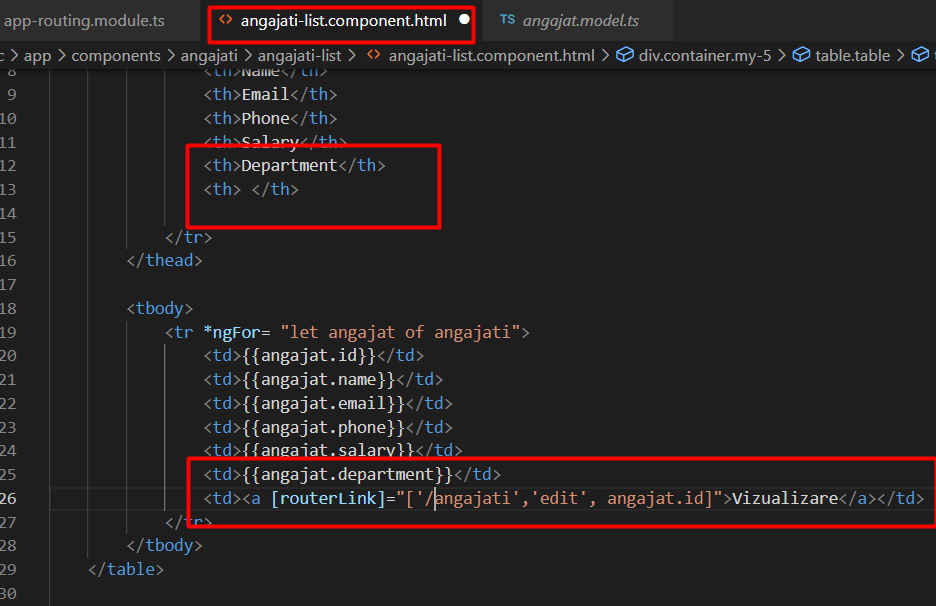 app-routing.module.ts <> angajati-list.component.html ● TS angajat.model.ts
c > app > components > angajati > angajati-list > <> angajati-list.component.html > div.container.my-5 > table.table >
8 <th>Name</th>
9 <th>Email</th>
10 <th>Phone</th>
11 <th>Salary</th>
12 <th>Department</th>
13 <th> </th>
14
15 </tr>
16 </thead>
17
18 <tbody>
19 <tr *ngFor= "let angajat of angajati">
20 <td>{{angajat.id}}</td>
21 <td>{{angajat.name}}</td>
22 <td>{{angajat.email}}</td>
23 <td>{{angajat.phone}}</td>
24 <td>{{angajat.salary}}</td>
25 <td>{{angajat.department}}</td>
26 <td><a [routerLink]="['/angajati','edit', angajat.id]">Vizualizare</a></td>
27 </tr>
28 </tbody>
29 </table>
30